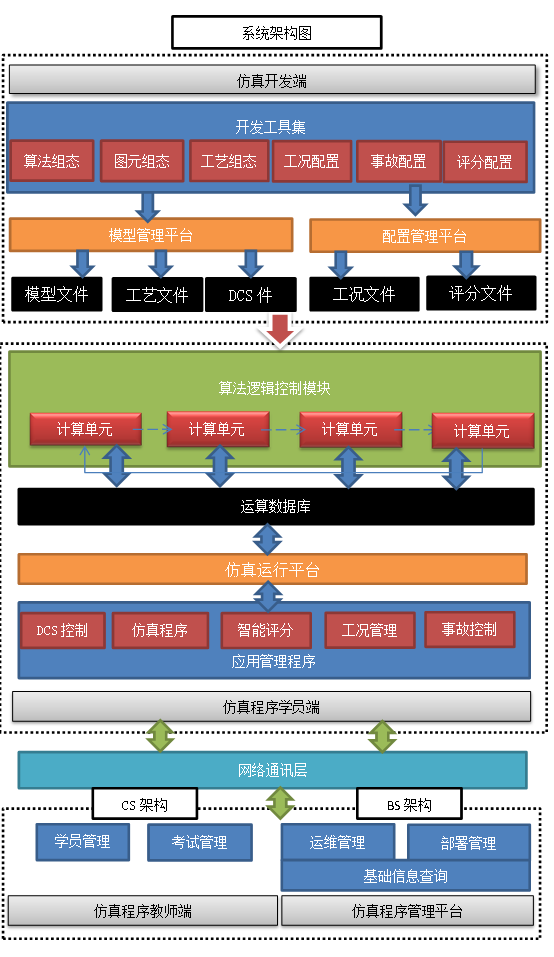 系统架构图
仿真开发端
开发工具集
算法组态 图元组态 工艺组态 工况配置 事故配置 评分配置
模型管理平台 配置管理平台
模型文件 工艺文件 DCS 件 工况文件 评分文件
算法逻辑控制模块
计算单元 计算单元 计算单元 计算单元
运算数据库
仿真运行平台
DCS 控制 仿真程序 智能评分 工况管理 事故控制
应用管理程序
仿真程序学员端
网络通讯层
CS 架构 BS 架构
学员管理 考试管理 运维管理 部署管理
基础信息查询
仿真程序教师端 仿真程序管理平台